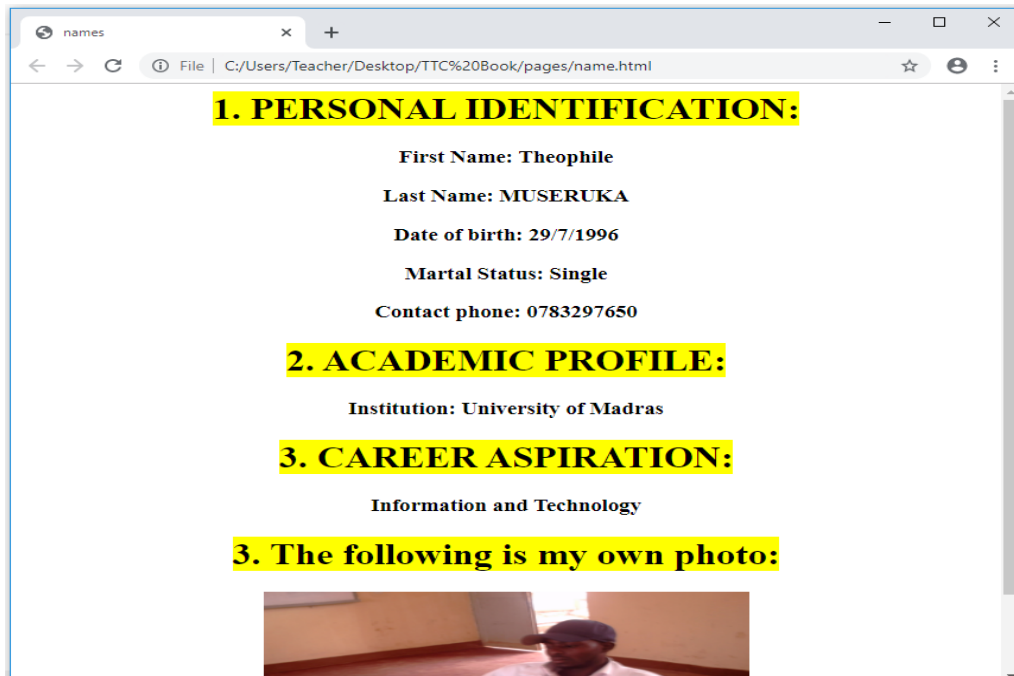 names
File C:/Users/Teacher/Desktop/TTC%20Book/pages/name.html
1. PERSONAL IDENTIFICATION:
First Name: Theophile
Last Name: MUSERUKA
Date of birth: 29/7/1996
Martal Status: Single
Contact phone: 0783297650
2. ACADEMIC PROFILE:
Institution: University of Madras
3. CAREER ASPIRATION:
Information and Technology
3. The following is my own photo: